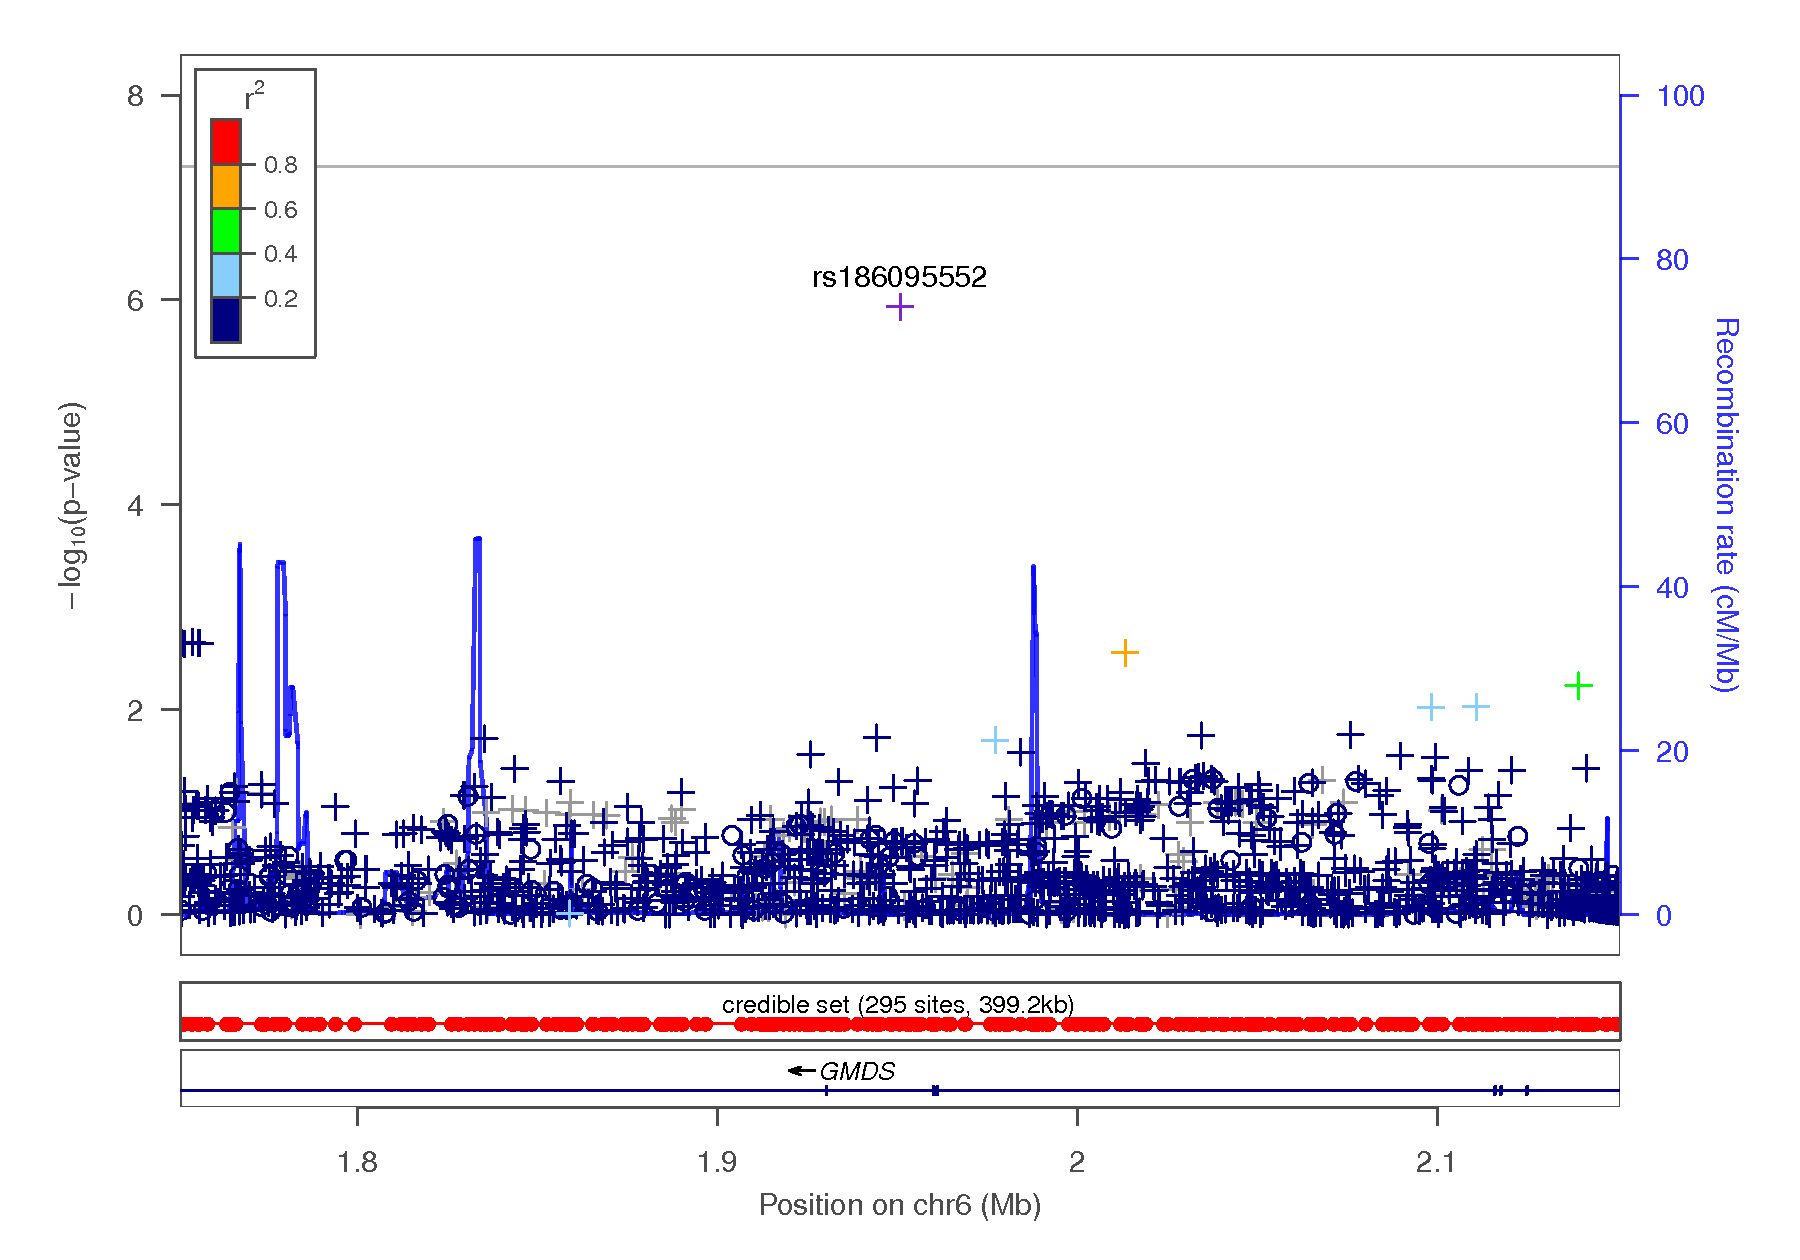 r2
0.8
0.6
0.4
0.2
rs186095552
8
6
4
2
0
−log10(p−value)
100
80
60
40
20
0
Recombination rate (cM/Mb)
credible set (295 sites, 399.2kb)
GMDS
1.8
1.9
2
2.1
Position on chr6 (Mb)